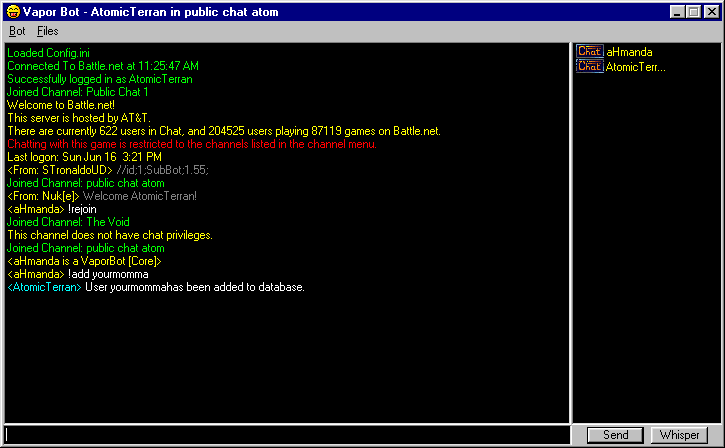 Vapor Bot - AtomicTerran in public chat atom
Bot Files
Loaded Config.ini
Connected To Battle.net at 11:25:47 AM
Successfully logged in as AtomicTerran
Joined Channel: Public Chat 1
Welcome to Battle.net!
This server is hosted by AT&T.
There are currently 622 users in Chat, and 204525 users playing 87119 games on Battle.net.
Chatting with this game is restricted to the channels listed in the channel menu.
Last logon: Sun Jun 16  3:21 PM
<From: STronaldoUD> //id;1;SubBot;1.55;
Joined Channel: public chat atom
<From: Nuk[e]> Welcome AtomicTerran!
<aHmanda> !rejoin
Joined Channel: The Void
This channel does not have chat privileges.
Joined Channel: public chat atom
<aHmanda is a VaporBot [Core]>
<aHmanda> !add yourmomma
<AtomicTerran> User yourmommahas been added to database.
Chat aHmanda
Chat AtomicTerr...
Send Whisper